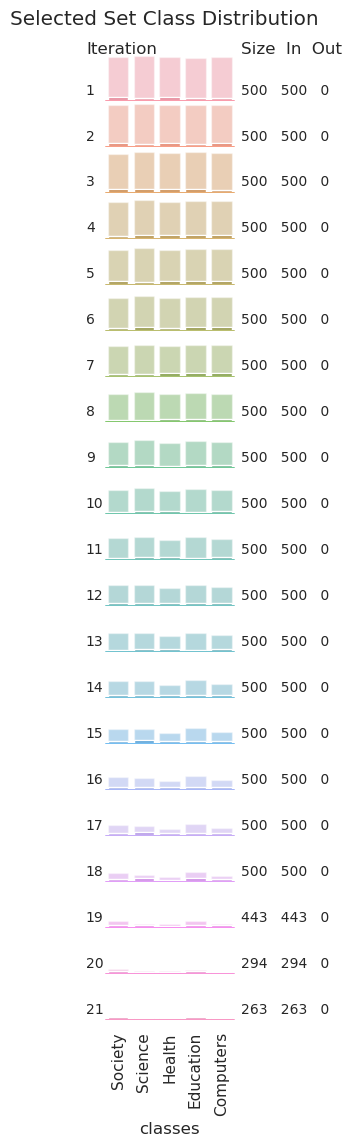 Selected Set Class Distribution
Iteration Size In Out
1 500 500 0
2 500 500 0
3 500 500 0
4 500 500 0
5 500 500 0
6 500 500 0
7 500 500 0
8 500 500 0
9 500 500 0
10 500 500 0
11 500 500 0
12 500 500 0
13 500 500 0
14 500 500 0
15 500 500 0
16 500 500 0
17 500 500 0
18 500 500 0
19 443 443 0
20 294 294 0
21 263 263 0
Society
Science
Health
Education
Computers
classes